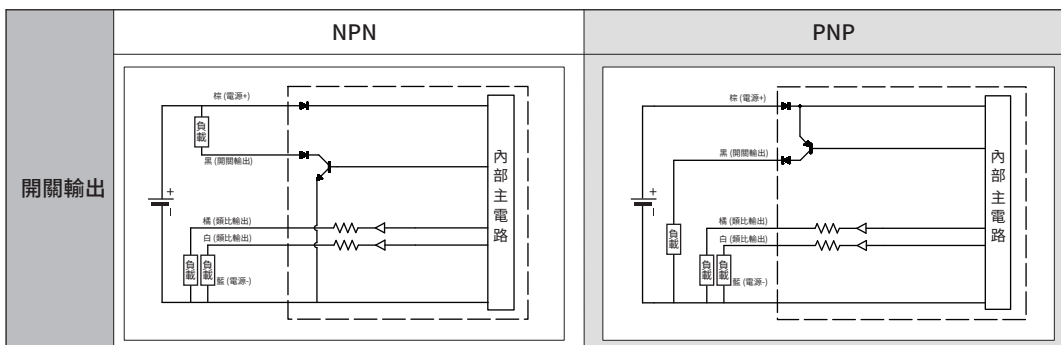 NPN
PNP
開關輸出
棕 (電源+)
負載
黑 (開關輸出)
+
−
橘 (類比輸出)
白 (類比輸出)
負載
負載
藍 (電源-)
內部主電路
棕 (電源+)
黑 (開關輸出)
+
−
負載
橘 (類比輸出)
白 (類比輸出)
負載
負載
藍 (電源-)
內部主電路